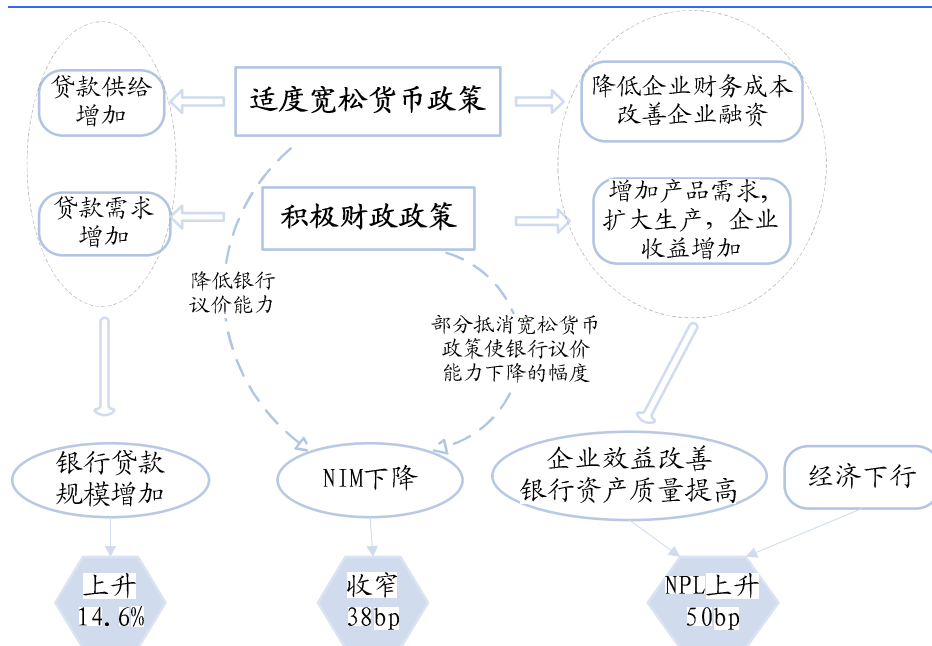 贷款供给
增加
适度宽松货币政策
降低企业财务成本
改善企业融资
贷款需求
增加
积极财政政策
增加产品需求,
扩大生产, 企业
收益增加
降低银行
议价能力
部分抵消宽松货币
政策使银行议价
能力下降的幅度
银行贷款
规模增加
NIM下降
企业效益改善
银行资产质量提高
经济下行
上升
14.6%
收窄
38bp
NPL上升
50bp